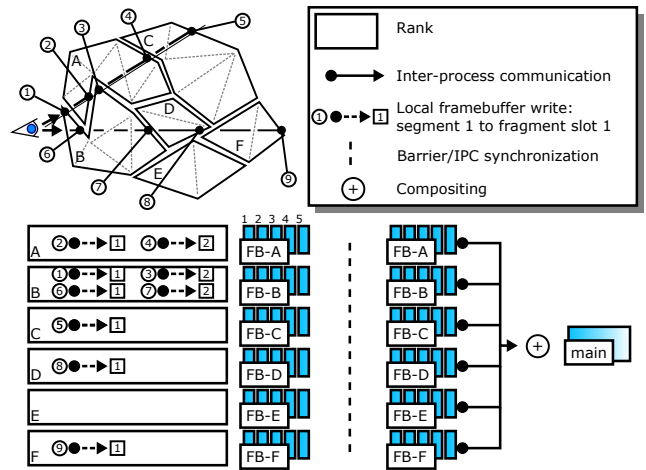 3
4
5
2
A
C
1
D
B
F
6
E
7
8
9
Rank
Inter-process communication
1 1 Local framebuffer write:
segment 1 to fragment slot 1
Barrier/IPC synchronization
+ Compositing
1 2 3 4 5
A 2 1 4 2 FB-A FB-A
1 1 3 2
B 6 1 7 2 FB-B FB-B
C 5 1 FB-C FB-C
+ main
D 8 1 FB-D FB-D
E FB-E FB-E
F 9 1 FB-F FB-F